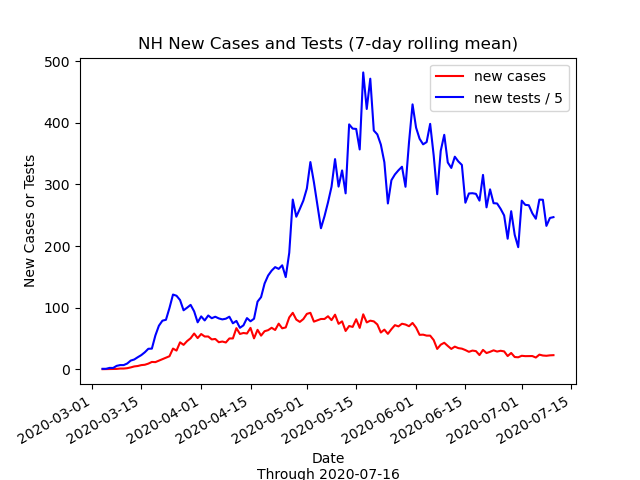 NH New Cases and Tests (7-day rolling mean)
new cases
new tests / 5
New Cases or Tests
500
400
300
200
100
0
2020-03-01
2020-03-15
2020-04-01
2020-04-15
2020-05-01
2020-05-15
2020-06-01
2020-06-15
2020-07-01
2020-07-15
Date
Through 2020-07-16